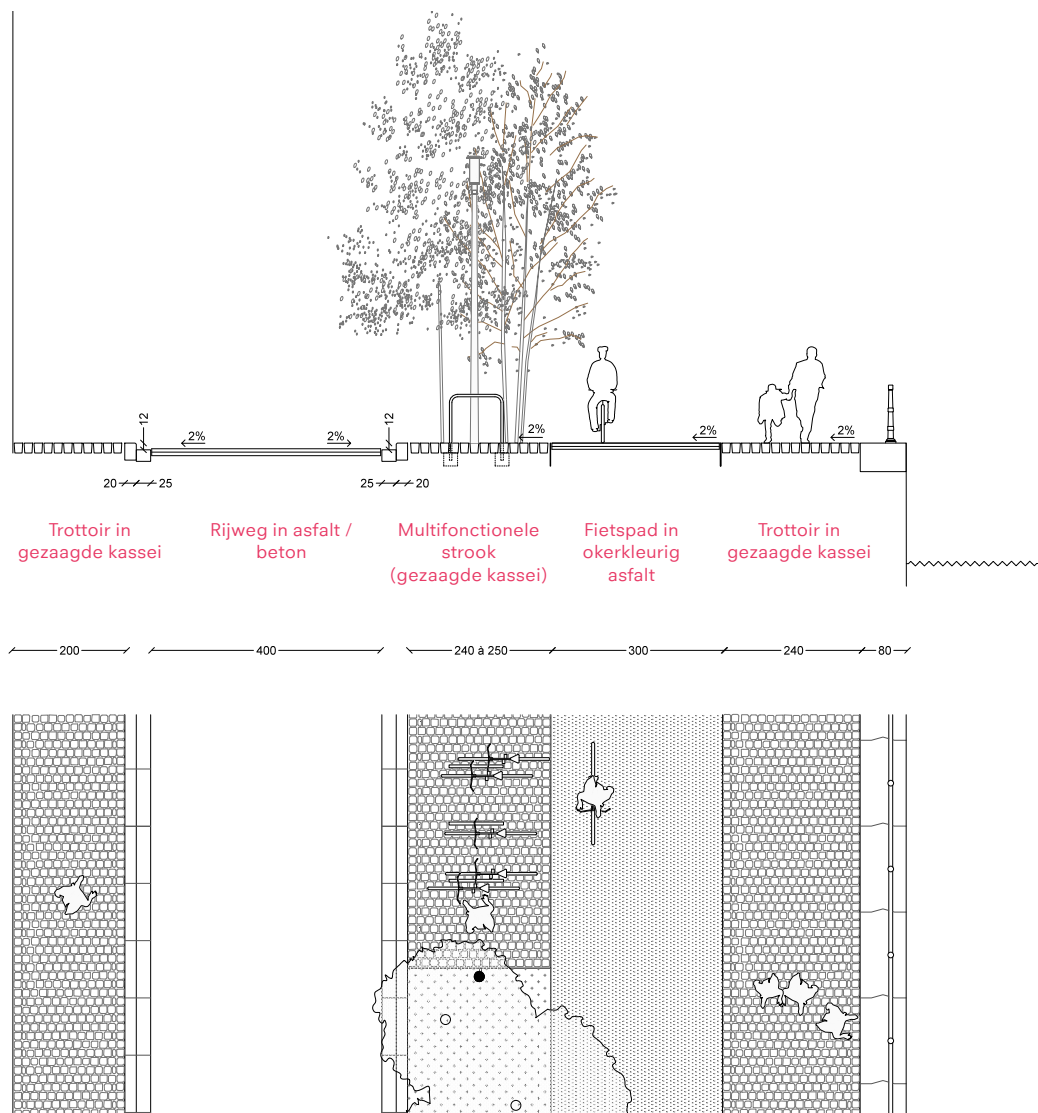 12
12
2%
2%
2%
2%
2%
20
25
25
20
Trottoir in
gezaagde kassei
Rijweg in asfalt /
beton
Multifonctionele
strook
(gezaagde kassei)
Fietspad in
okerkleurig
asfalt
Trottoir in
gezaagde kassei
200
400
240 à 250
300
240
80